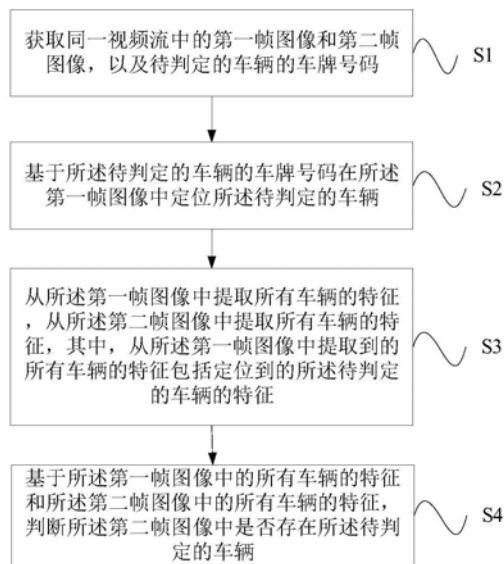 获取同一视频流中的第一帧图像和第二帧
图像，以及待判定的车辆的车牌号码
S1
基于所述待判定的车辆的车牌号码在所述
第一帧图像中定位所述待判定的车辆
S2
从所述第一帧图像中提取所有车辆的特征
，从所述第二帧图像中提取所有车辆的特
征，其中，从所述第一帧图像中提取到的
所有车辆的特征包括定位到的所述待判定
的车辆的特征
S3
基于所述第一帧图像中的所有车辆的特征
和所述第二帧图像中的所有车辆的特征，
判断所述第二帧图像中是否存在所述待判
定的车辆
S4